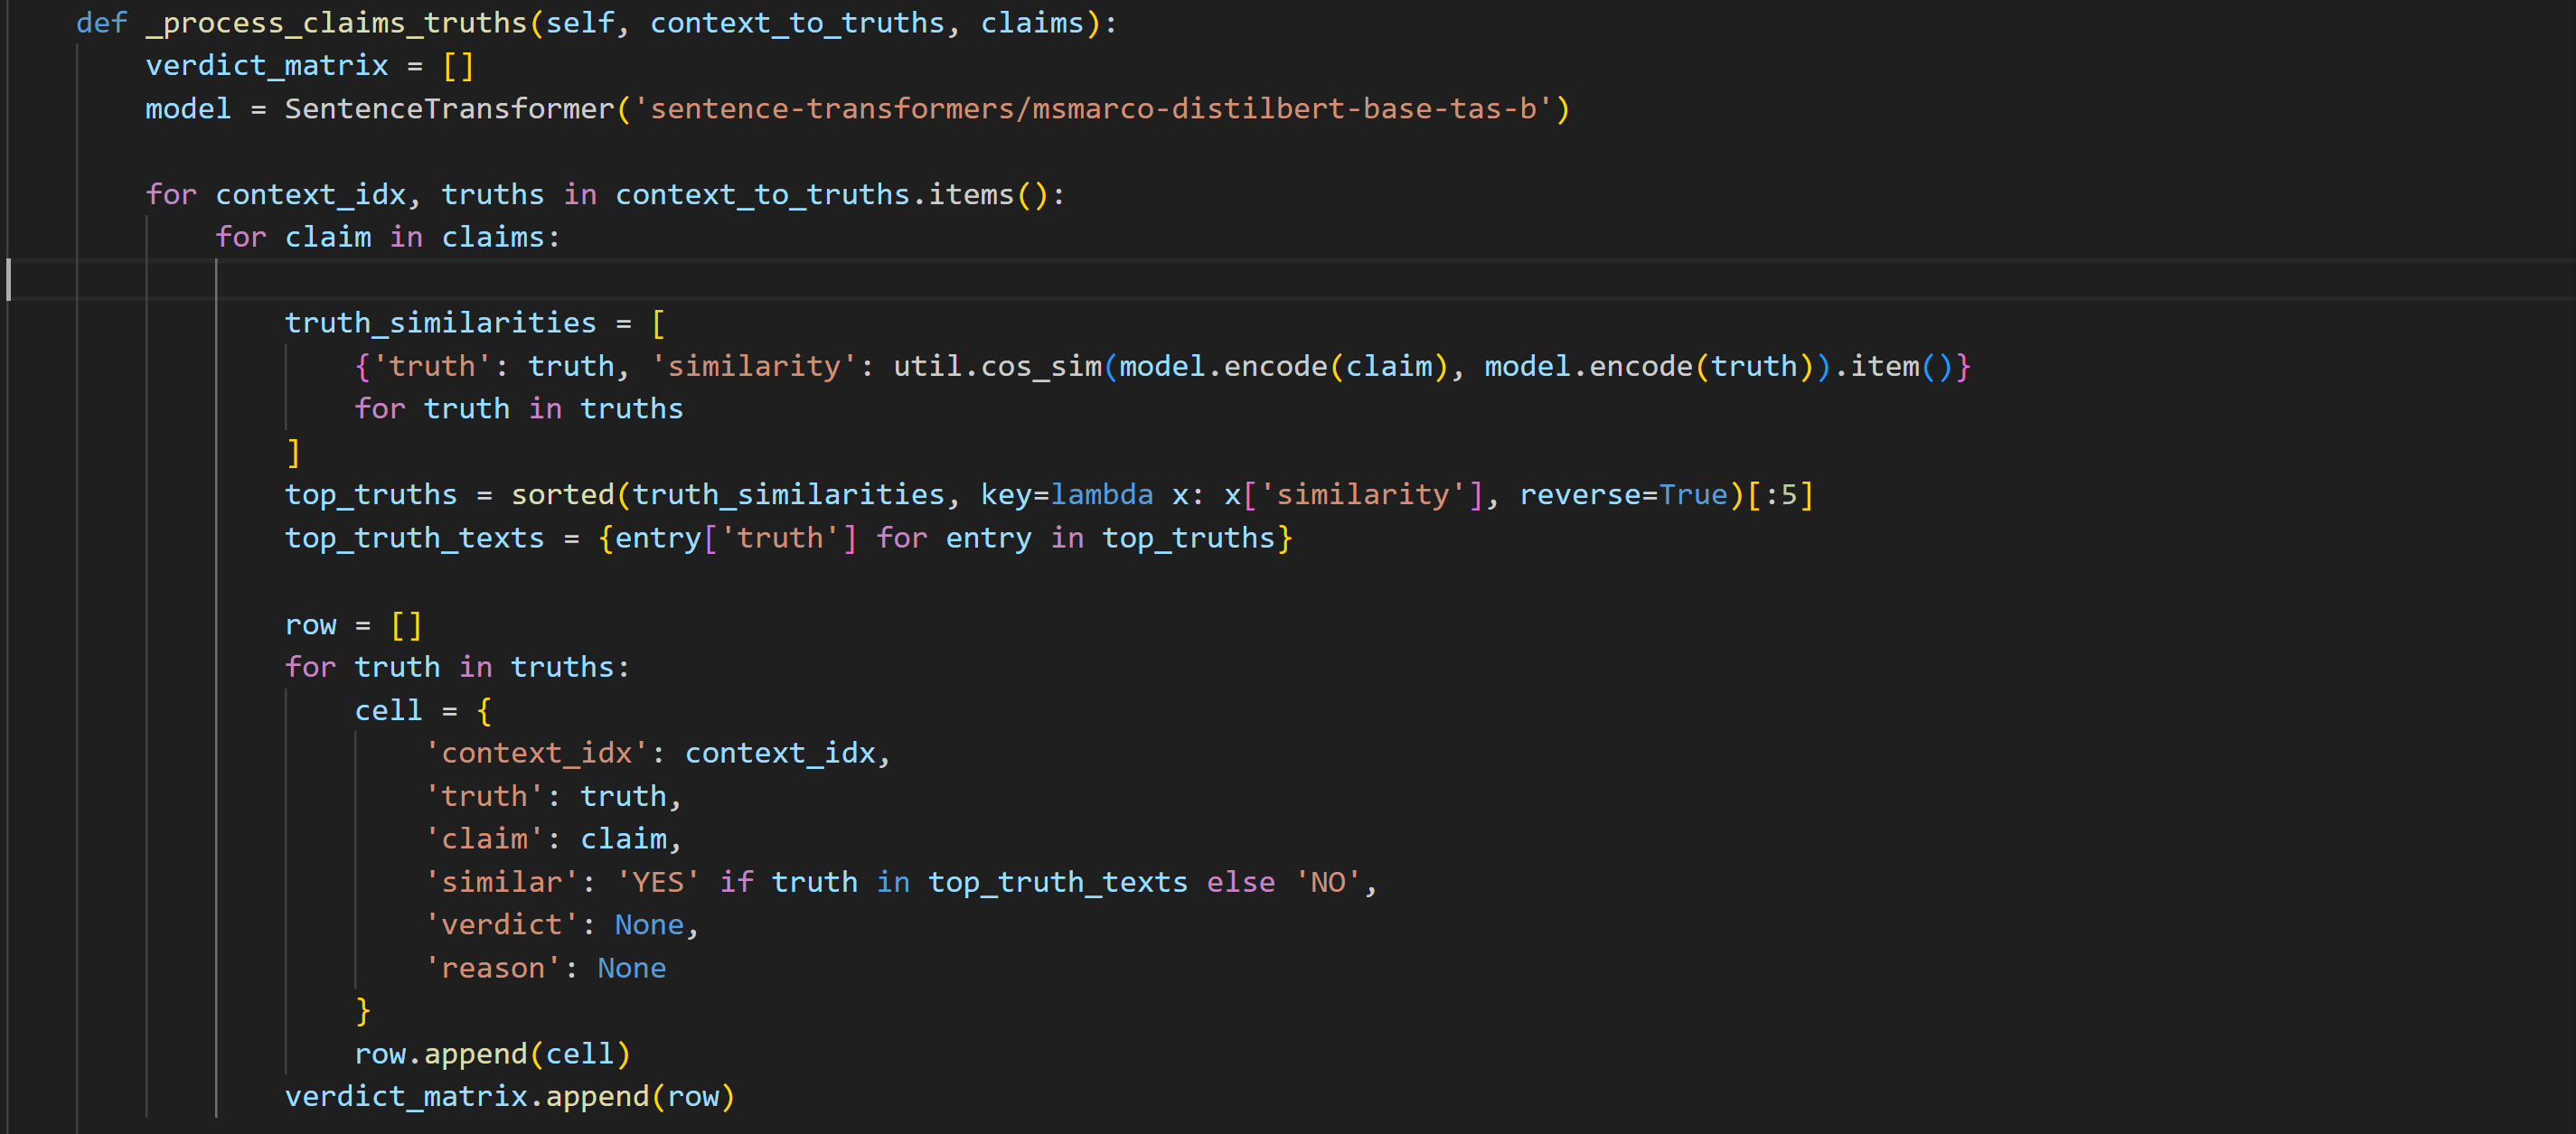 def _process_claims_truths(self, context_to_truths, claims):
    verdict_matrix = []
    model = SentenceTransformer('sentence-transformers/msmarco-distilbert-base-tas-b')

    for context_idx, truths in context_to_truths.items():
        for claim in claims:

            truth_similarities = [
                {'truth': truth, 'similarity': util.cos_sim(model.encode(claim), model.encode(truth)).item()}
                for truth in truths
            ]
            top_truths = sorted(truth_similarities, key=lambda x: x['similarity'], reverse=True)[:5]
            top_truth_texts = {entry['truth'] for entry in top_truths}

            row = []
            for truth in truths:
                cell = {
                    'context_idx': context_idx,
                    'truth': truth,
                    'claim': claim,
                    'similar': 'YES' if truth in top_truth_texts else 'NO',
                    'verdict': None,
                    'reason': None
                }
                row.append(cell)
            verdict_matrix.append(row)